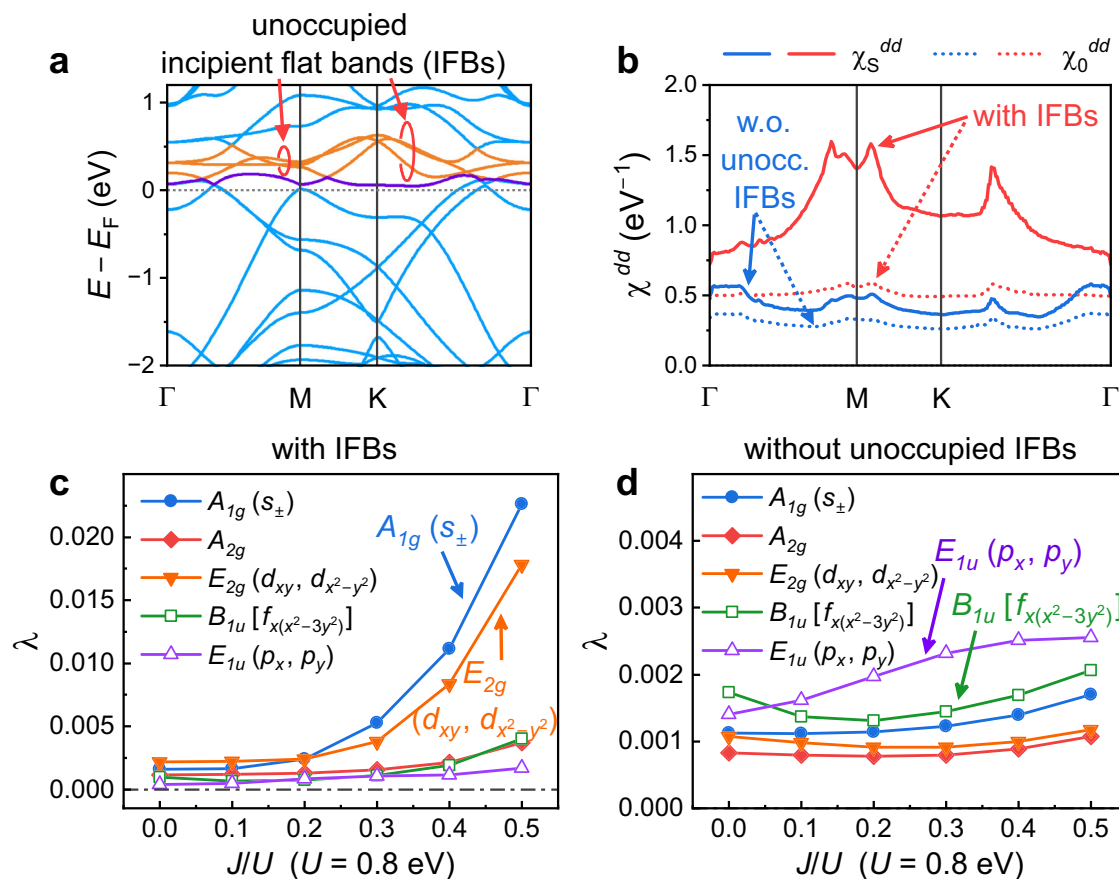 unoccupied
incipient flat bands (IFBs)
a
E – E_F (eV)
1
0
−1
−2
Γ
M
K
Γ
b
χ_S^dd
χ_0^dd
w.o.
unocc.
IFBs
with IFBs
χ^dd (eV^−1)
2.0
1.5
1.0
0.5
0.0
Γ
M
K
Γ
with IFBs
c
A_1g (s_±)
A_2g
E_2g (d_xy, d_x²−y²)
B_1u [f_x(x²−3y²)]
E_1u (p_x, p_y)
A_1g (s_±)
E_2g
(d_xy, d_x²−y²)
λ
0.020
0.015
0.010
0.005
0.000
0.0 0.1 0.2 0.3 0.4 0.5
J/U (U = 0.8 eV)
without unoccupied IFBs
d
A_1g (s_±)
A_2g
E_2g (d_xy, d_x²−y²)
B_1u [f_x(x²−3y²)]
E_1u (p_x, p_y)
E_1u (p_x, p_y)
B_1u [f_x(x²−3y²)]
λ
0.004
0.003
0.002
0.001
0.000
0.0 0.1 0.2 0.3 0.4 0.5
J/U (U = 0.8 eV)